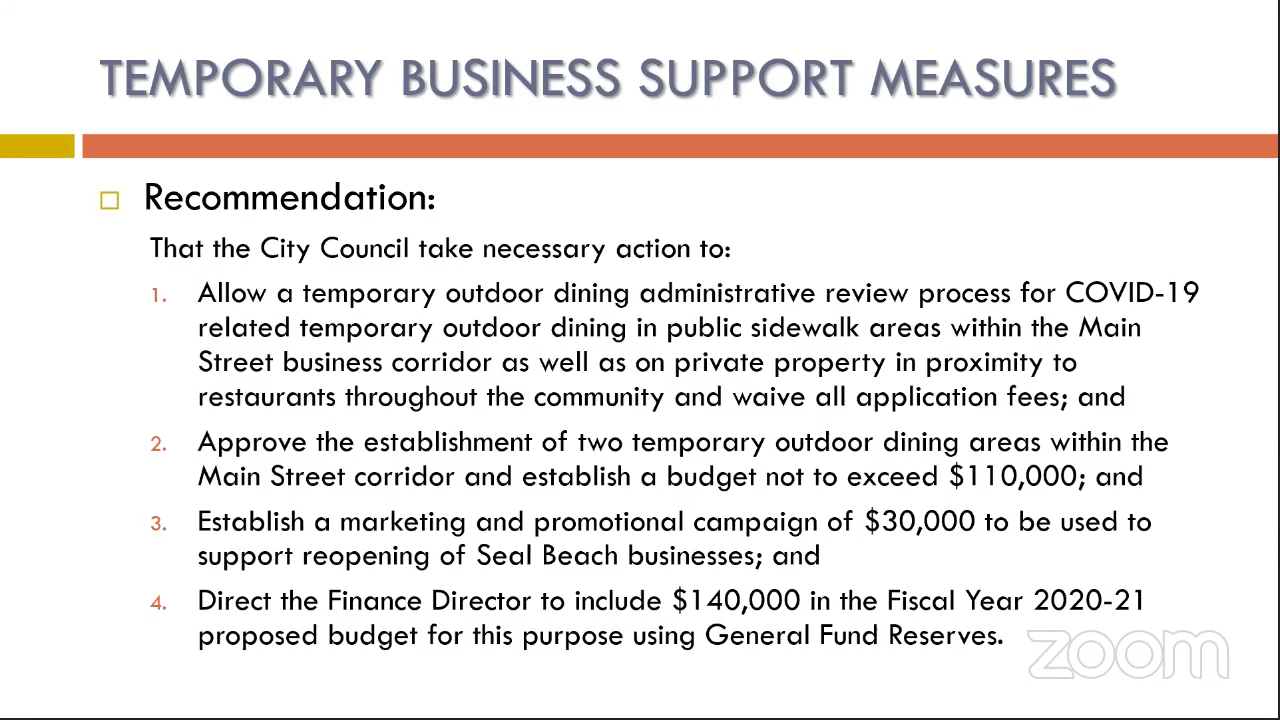 TEMPORARY BUSINESS SUPPORT MEASURES
Recommendation:
That the City Council take necessary action to:
1. Allow a temporary outdoor dining administrative review process for COVID-19
related temporary outdoor dining in public sidewalk areas within the Main
Street business corridor as well as on private property in proximity to
restaurants throughout the community and waive all application fees; and
2. Approve the establishment of two temporary outdoor dining areas within the
Main Street corridor and establish a budget not to exceed $110,000; and
3. Establish a marketing and promotional campaign of $30,000 to be used to
support reopening of Seal Beach businesses; and
4. Direct the Finance Director to include $140,000 in the Fiscal Year 2020-21
proposed budget for this purpose using General Fund Reserves.
zoom